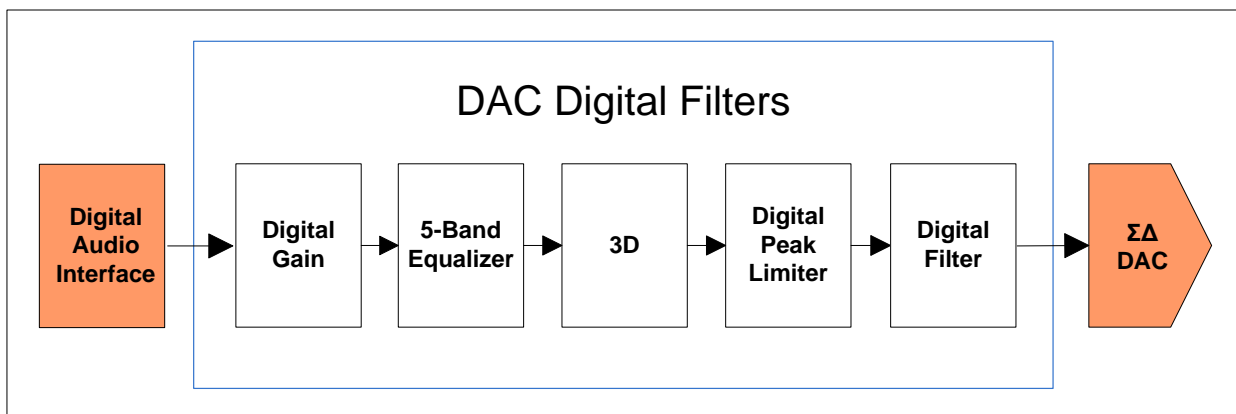 DAC Digital Filters
Digital
Audio
Interface
Digital
Gain
5-Band
Equalizer
3D
Digital
Peak
Limiter
Digital
Filter
ΣΔ
DAC